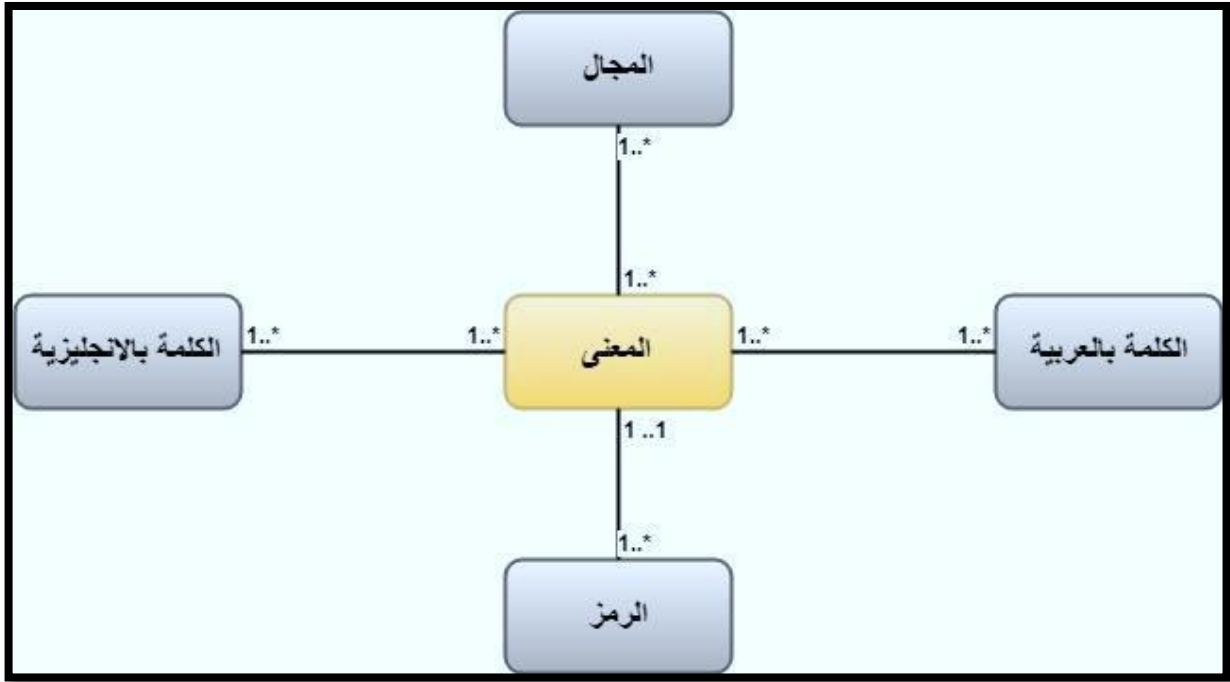 المجال
1..*
1..*
الكلمة بالعربية
1..*
1..*
المعنى
1..*
1..*
الكلمة بالانجليزية
1 ..1
1..*
الرمز